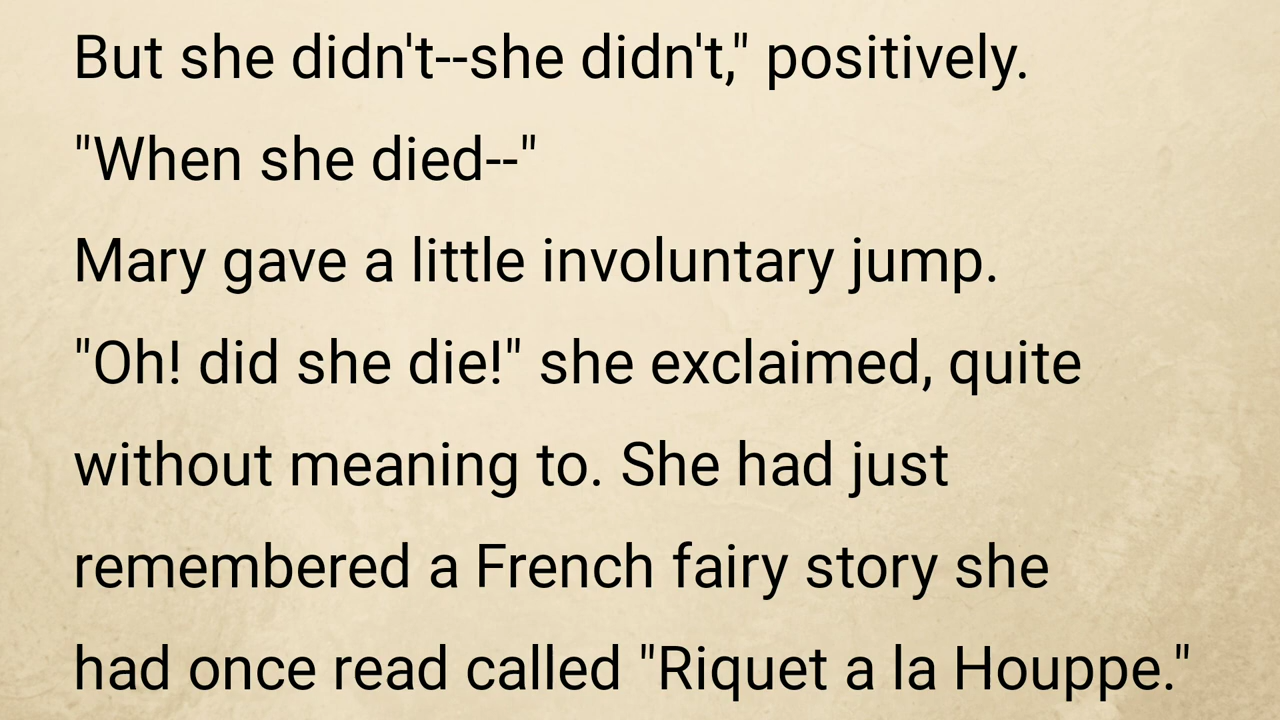 But she didn't--she didn't," positively.
"When she died--"
Mary gave a little involuntary jump.
"Oh! did she die!" she exclaimed, quite
without meaning to. She had just
remembered a French fairy story she
had once read called "Riquet a la Houppe."